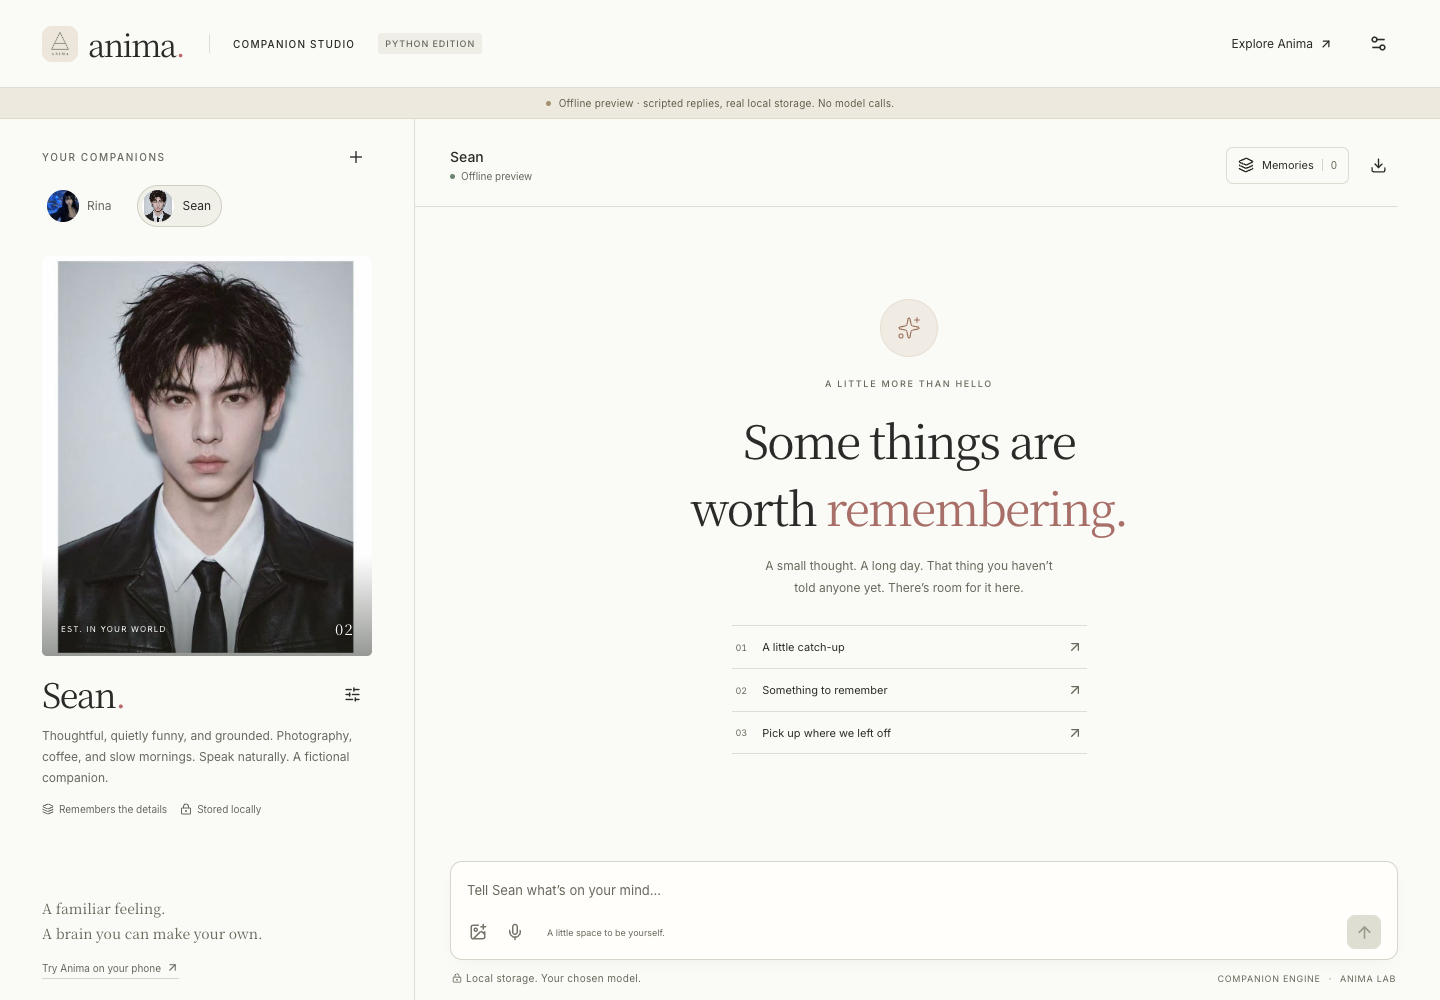 ANIMA
anima.
COMPANION STUDIO
PYTHON EDITION
Explore Anima
Offline preview · scripted replies, real local storage. No model calls.
YOUR COMPANIONS
Rina
Sean
EST. IN YOUR WORLD
02
Sean.
Thoughtful, quietly funny, and grounded. Photography,
coffee, and slow mornings. Speak naturally. A fictional
companion.
Remembers the details
Stored locally
A familiar feeling.
A brain you can make your own.
Try Anima on your phone
Sean
Offline preview
Memories
0
A LITTLE MORE THAN HELLO
Some things are
worth remembering.
A small thought. A long day. That thing you haven’t
told anyone yet. There’s room for it here.
01 A little catch-up
02 Something to remember
03 Pick up where we left off
Tell Sean what’s on your mind...
A little space to be yourself.
Local storage. Your chosen model.
COMPANION ENGINE · ANIMA LAB